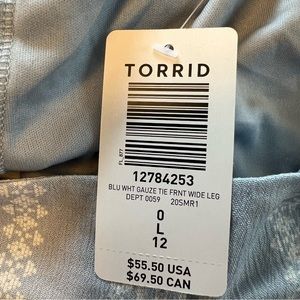 TORRID
F1_877
12784253
BLU WHT GAUZE TIE FRNT WIDE LEG
DEPT 0059 20SMR1
0
L
12
$55.50 USA
$69.50 CAN